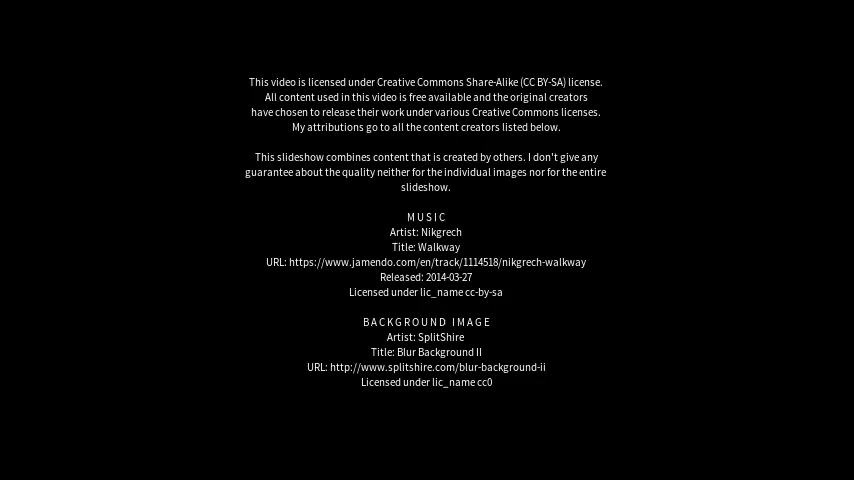 This video is licensed under Creative Commons Share-Alike (CC BY-SA) license.
All content used in this video is free available and the original creators
have chosen to release their work under various Creative Commons licenses.
My attributions go to all the content creators listed below.
This slideshow combines content that is created by others. I don't give any
guarantee about the quality neither for the individual images nor for the entire
slideshow.
M U S I C
Artist: Nikgrech
Title: Walkway
URL: https://www.jamendo.com/en/track/1114518/nikgrech-walkway
Released: 2014-03-27
Licensed under lic_name cc-by-sa
B A C K G R O U N D   I M A G E
Artist: SplitShire
Title: Blur Background II
URL: http://www.splitshire.com/blur-background-ii
Licensed under lic_name cc0